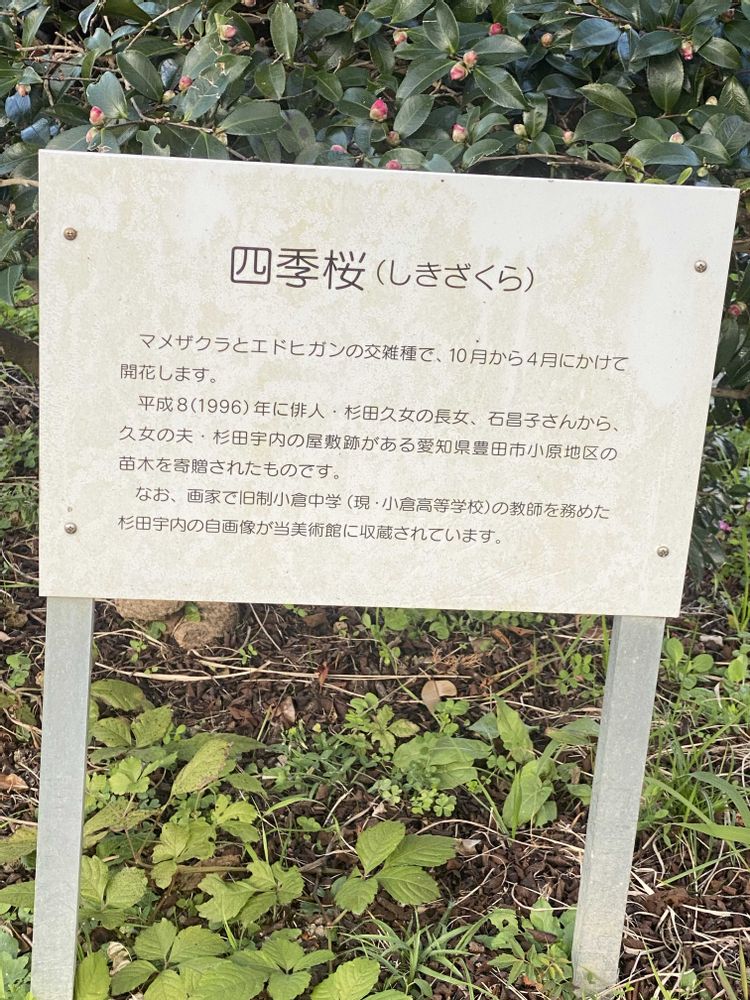 四季桜（しきざくら）
マメザクラとエドヒガンの交雑種で、10月から4月にかけて
開花します。
平成8(1996)年に俳人・杉田久女の長女、石昌子さんから、
久女の夫・杉田宇内の屋敷跡がある愛知県豊田市小原地区の
苗木を寄贈されたものです。
なお、画家で旧制小倉中学（現・小倉高等学校）の教師を務めた
杉田宇内の自画像が当美術館に収蔵されています。